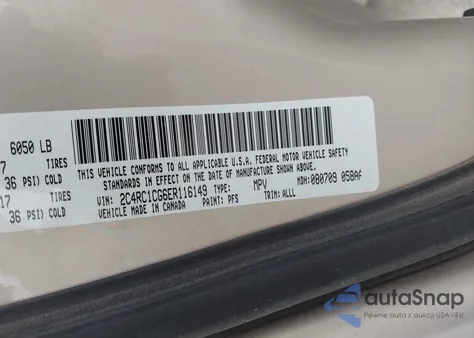 6050 LB
7 TIRES
36 PSI) COLD
17 TIRES
36 PSI) COLD
THIS VEHICLE CONFORMS TO ALL APPLICABLE U.S.A. FEDERAL MOTOR VEHICLE SAFETY
STANDARDS IN EFFECT ON THE DATE OF MANUFACTURE SHOWN ABOVE.
VIN: 2C4RC1CG6ER116149 TYPE: MPV MDH: 080709 058AF
VEHICLE MADE IN CANADA PAINT: PFS TRIM: ALLL
autaSnap
Pewne auta z aukcji USA i EU